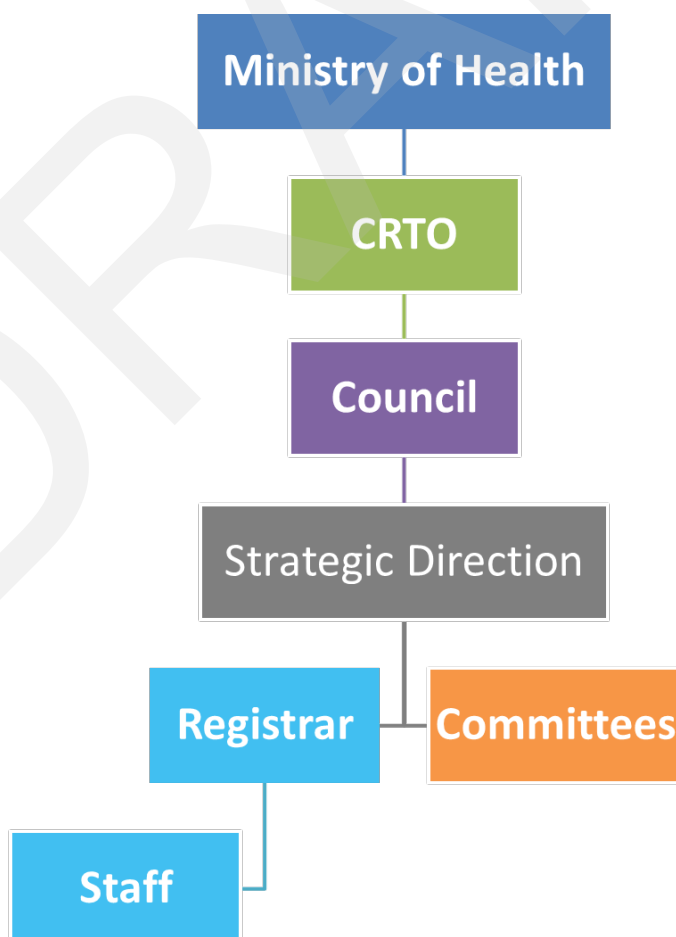 Ministry of Health
CRTO
Council
Strategic Direction
Registrar
Committees
Staff